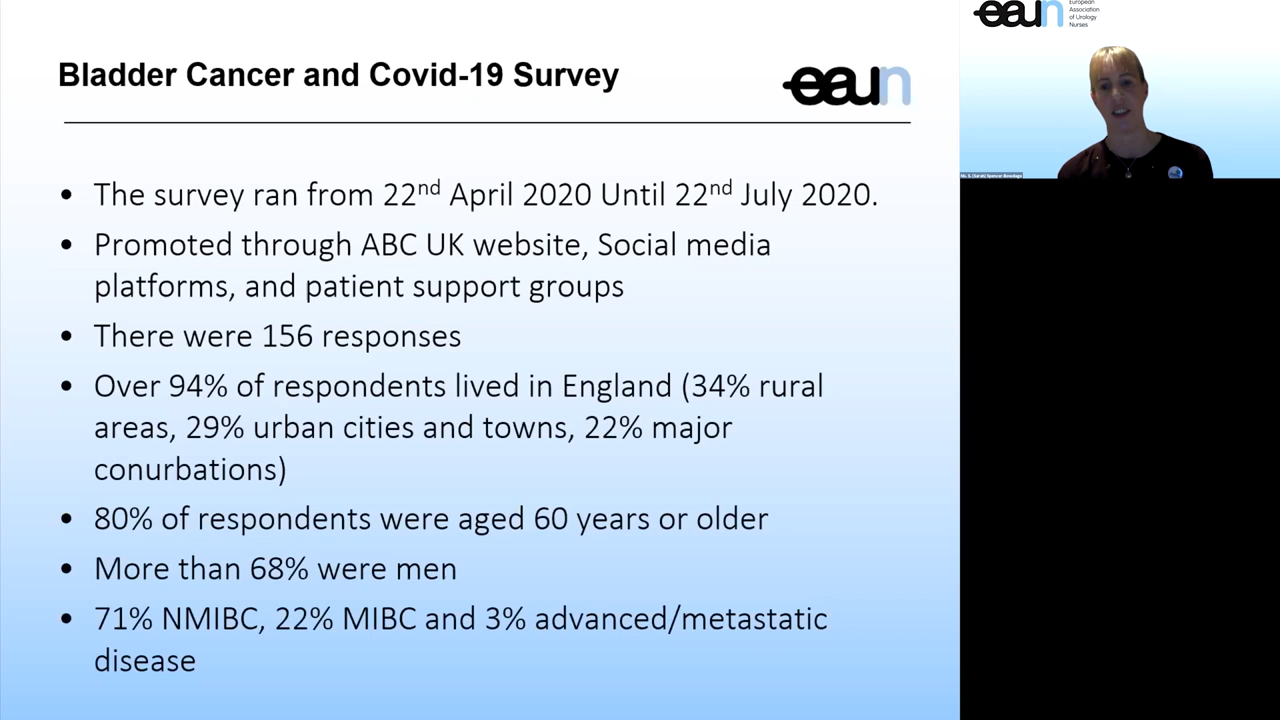 Bladder Cancer and Covid-19 Survey
eaun
• The survey ran from 22nd April 2020 Until 22nd July 2020.
• Promoted through ABC UK website, Social media
platforms, and patient support groups
• There were 156 responses
• Over 94% of respondents lived in England (34% rural
areas, 29% urban cities and towns, 22% major
conurbations)
• 80% of respondents were aged 60 years or older
• More than 68% were men
• 71% NMIBC, 22% MIBC and 3% advanced/metastatic
disease
eaun
European
Association
of Urology
Nurses
Ms. S. (Sarah) Spencer-Bowdage